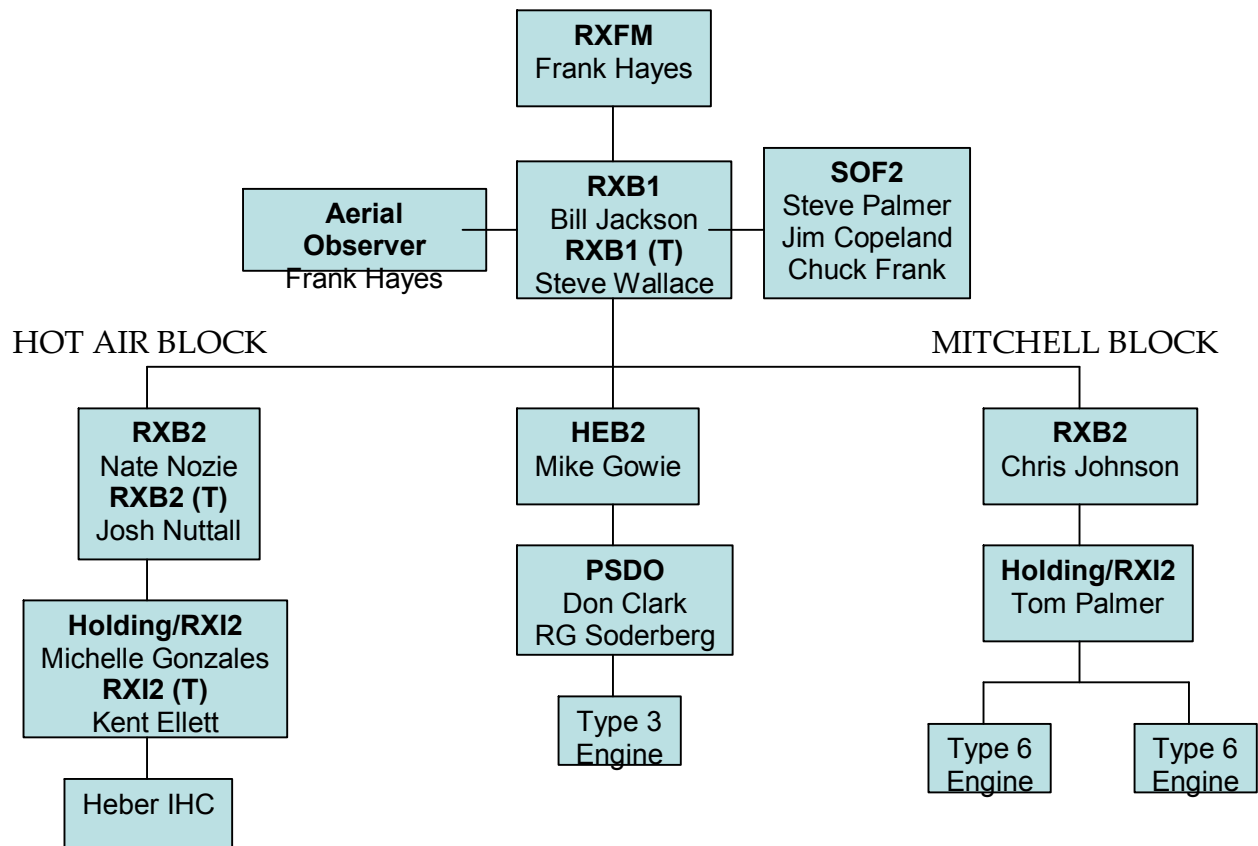 RXFM
Frank Hayes
Aerial
Observer
Frank Hayes
RXB1
Bill Jackson
RXB1 (T)
Steve Wallace
SOF2
Steve Palmer
Jim Copeland
Chuck Frank
HOT AIR BLOCK
MITCHELL BLOCK
RXB2
Nate Nozie
RXB2 (T)
Josh Nuttall
HEB2
Mike Gowie
RXB2
Chris Johnson
Holding/RXI2
Michelle Gonzales
RXI2 (T)
Kent Ellett
PSDO
Don Clark
RG Soderberg
Holding/RXI2
Tom Palmer
Heber IHC
Type 3
Engine
Type 6
Engine
Type 6
Engine